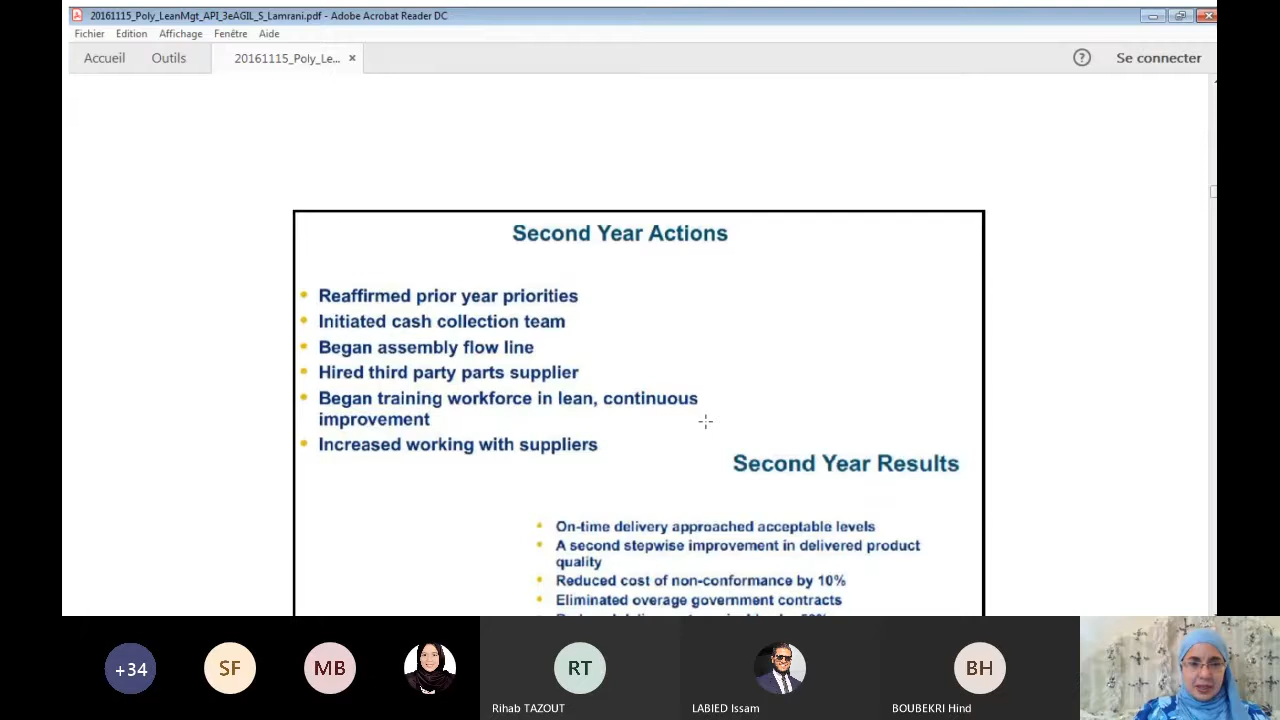 20161115_Poly_LeanMgt_API_3eAGIL_S_Lamrani.pdf - Adobe Acrobat Reader DC
Fichier Edition Affichage Fenêtre Aide
Accueil Outils 20161115_Poly_Le... × ? Se connecter
Second Year Actions
• Reaffirmed prior year priorities
• Initiated cash collection team
• Began assembly flow line
• Hired third party parts supplier
• Began training workforce in lean, continuous
improvement
• Increased working with suppliers
Second Year Results
• On-time delivery approached acceptable levels
• A second stepwise improvement in delivered product
quality
• Reduced cost of non-conformance by 10%
• Eliminated overage government contracts
+34 SF MB RT BH
Rihab TAZOUT LABIED Issam BOUBEKRI Hind